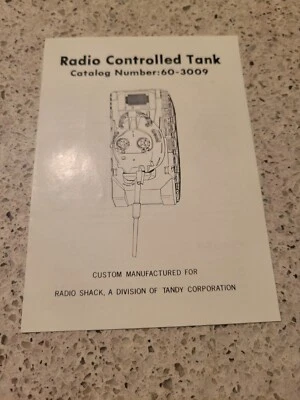 Radio Controlled Tank
Catalog Number:60-3009
CUSTOM MANUFACTURED FOR
RADIO SHACK, A DIVISION OF TANDY CORPORATION